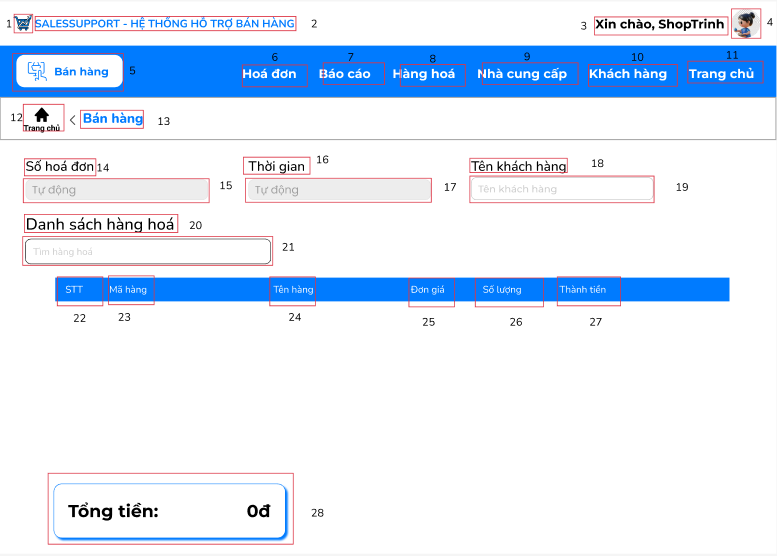 1 SALESSUPPORT - HỆ THỐNG HỖ TRỢ BÁN HÀNG 2 3 Xin chào, ShopTrinh 4
Bán hàng 5 6 Hoá đơn 7 Báo cáo 8 Hàng hoá 9 Nhà cung cấp 10 Khách hàng 11 Trang chủ
12 Trang chủ Bán hàng 13
Số hoá đơn 14 Thời gian 16 Tên khách hàng 18
Tự động 15 Tự động 17 Tên khách hàng 19
Danh sách hàng hoá 20
Tìm hàng hoá 21
STT Mã hàng Tên hàng Đơn giá Số lượng Thành tiền
22 23 24 25 26 27
Tổng tiền: 0đ 28